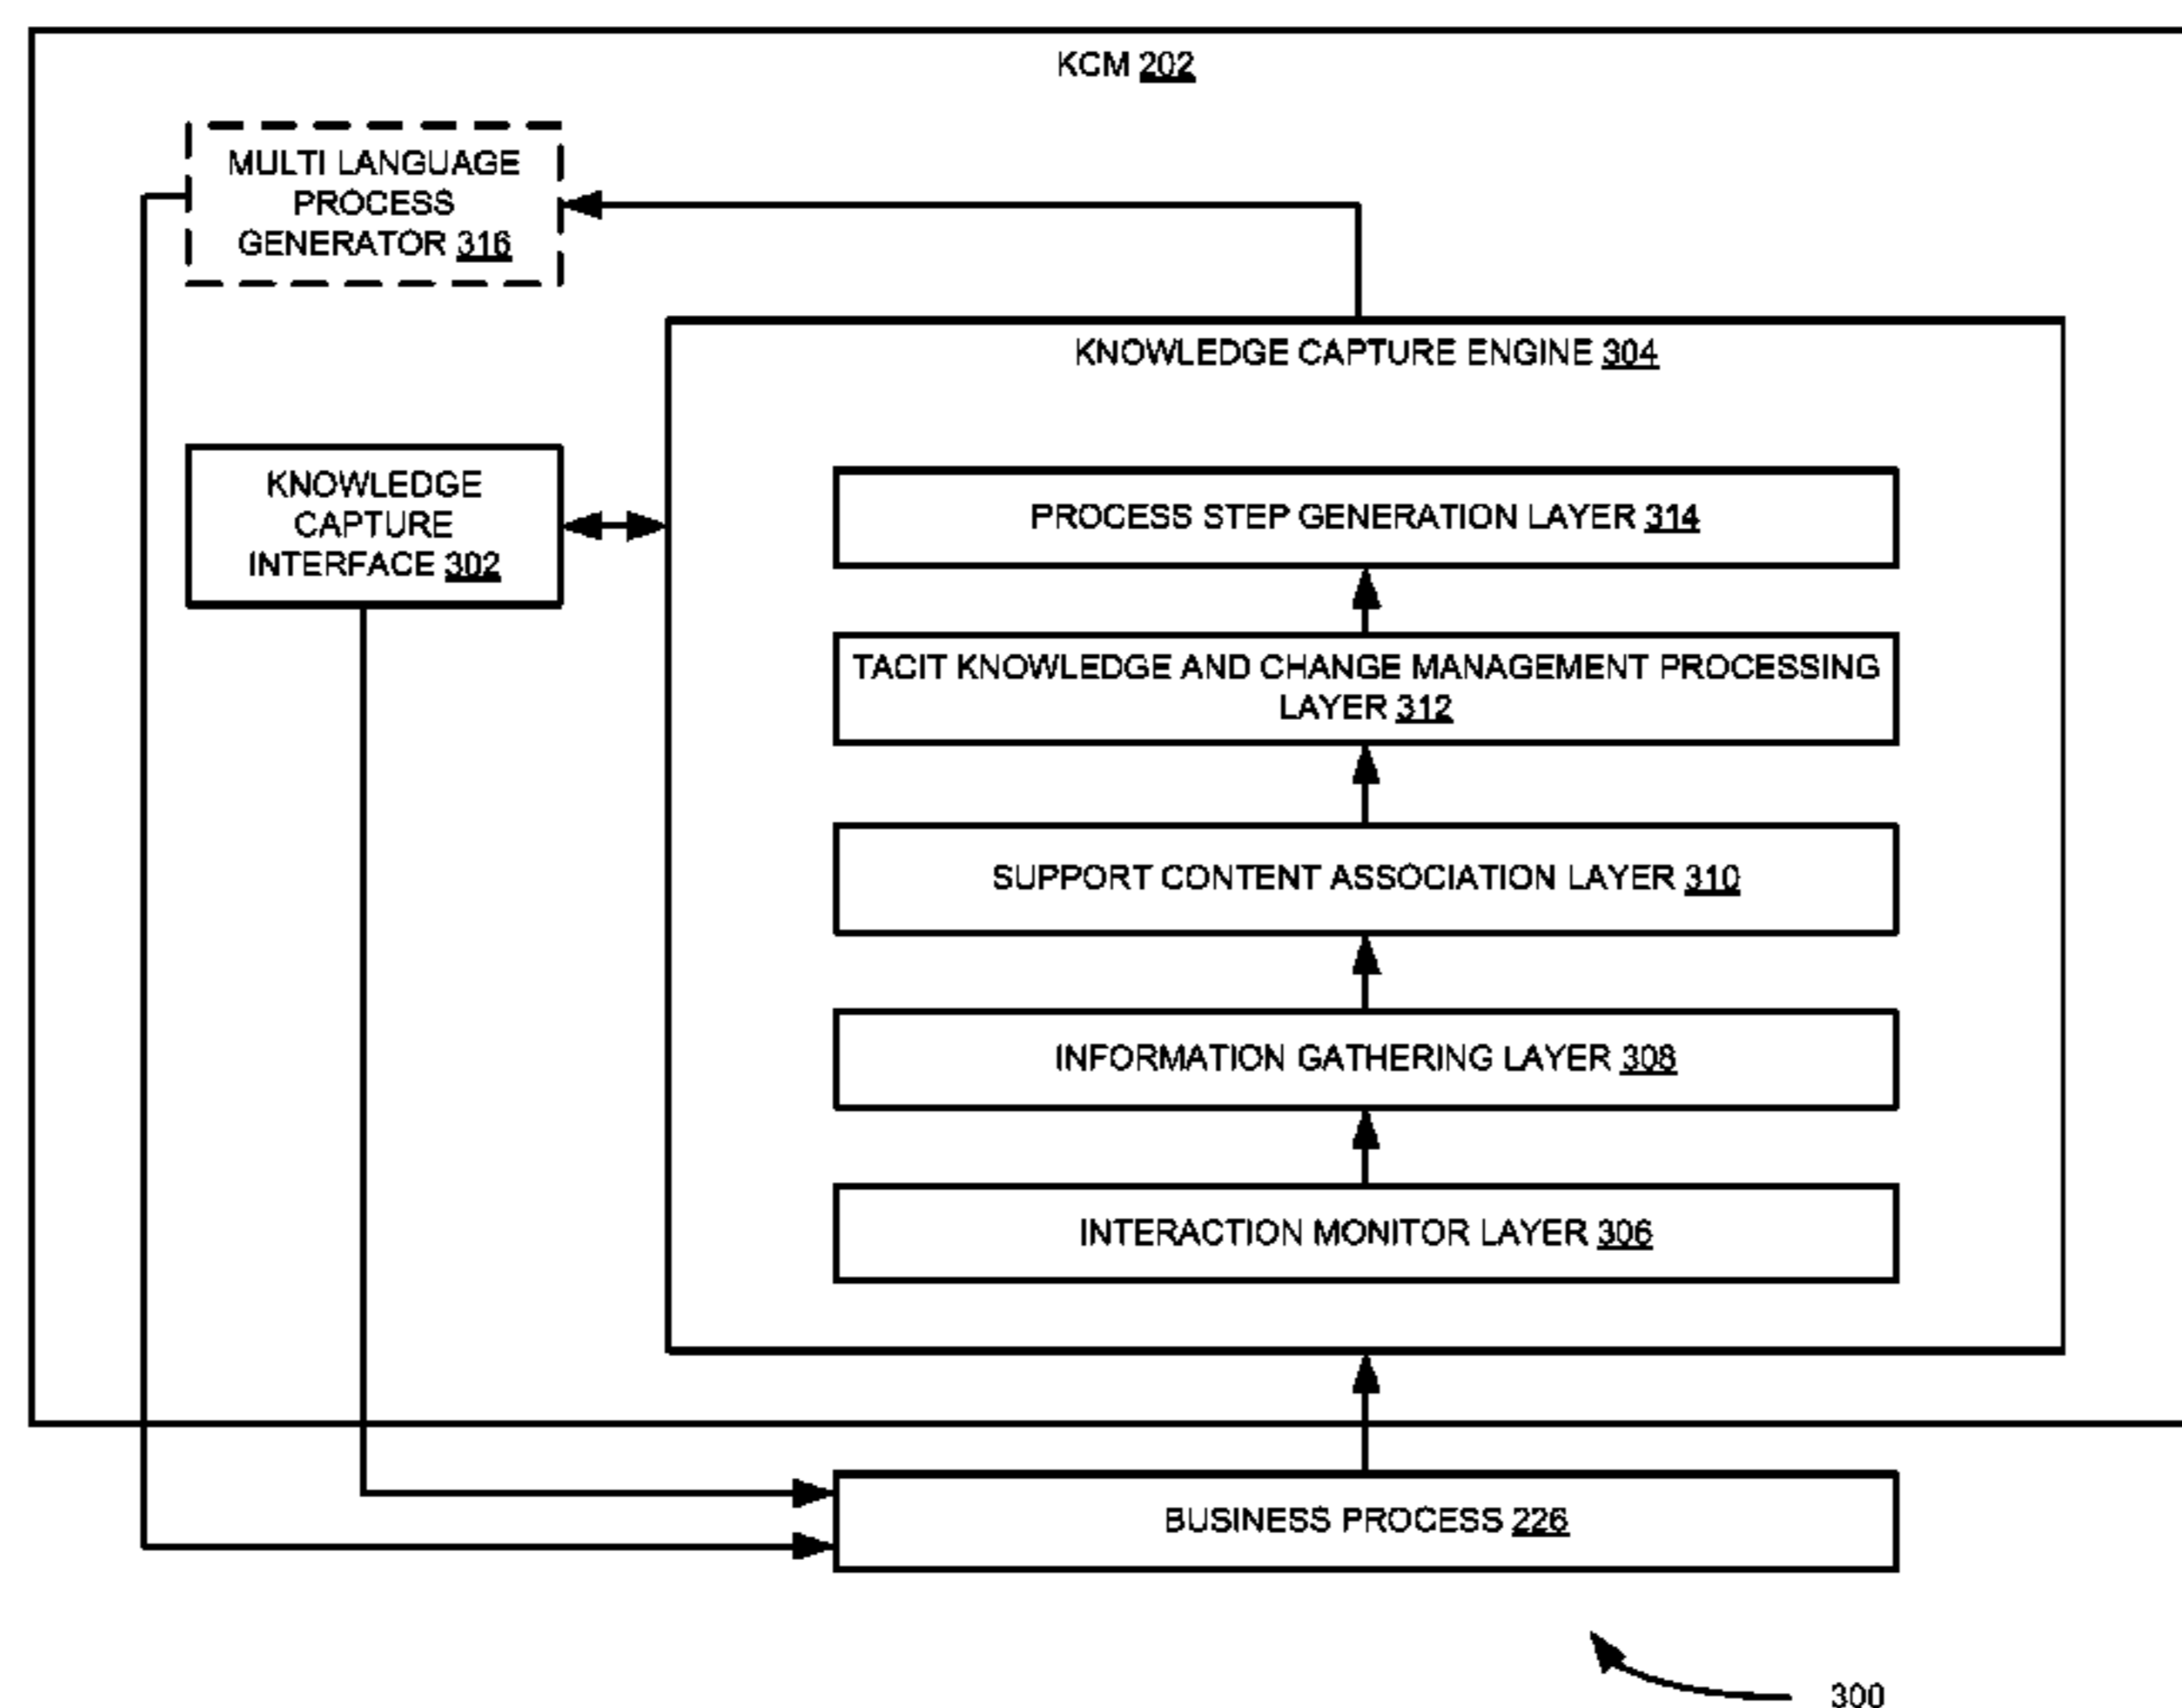 KCM 202
MULTI LANGUAGE
PROCESS
GENERATOR 316
KNOWLEDGE CAPTURE ENGINE 304
KNOWLEDGE
CAPTURE
INTERFACE 302
PROCESS STEP GENERATION LAYER 314
TACIT KNOWLEDGE AND CHANGE MANAGEMENT PROCESSING
LAYER 312
SUPPORT CONTENT ASSOCIATION LAYER 310
INFORMATION GATHERING LAYER 308
INTERACTION MONITOR LAYER 306
BUSINESS PROCESS 226
300